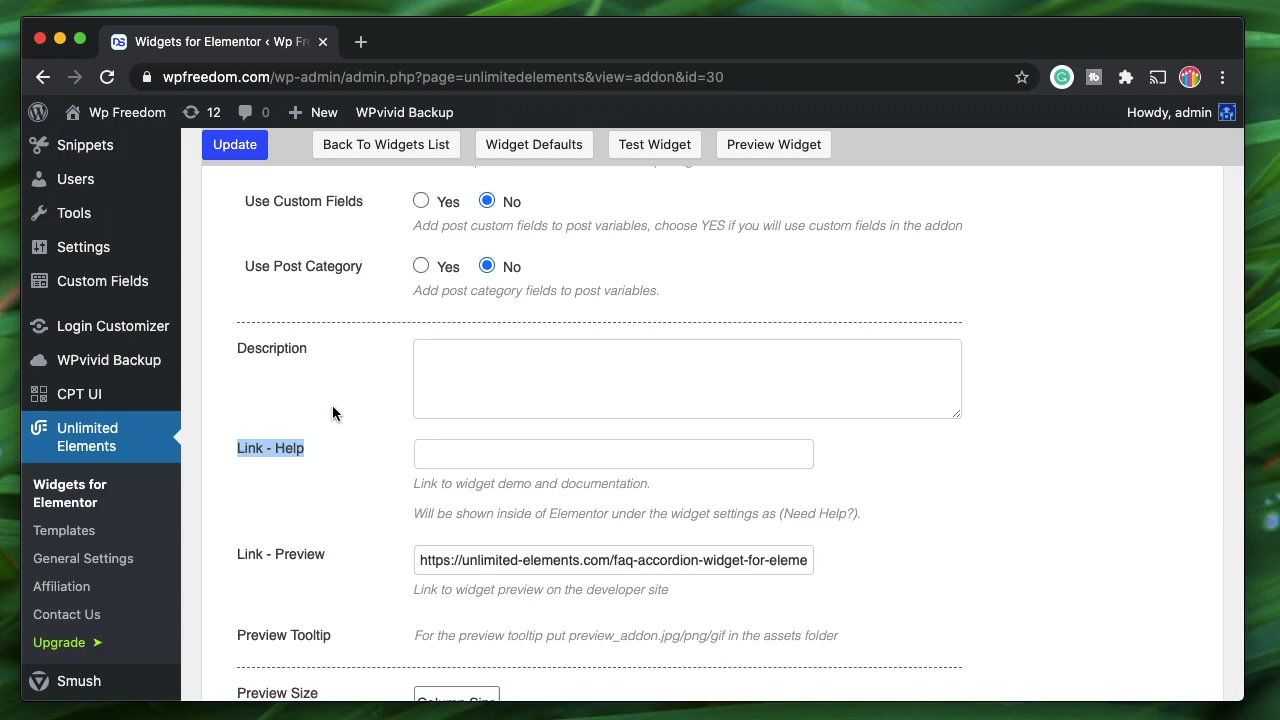 Widgets for Elementor ‹ Wp Fr
wpfreedom.com/wp-admin/admin.php?page=unlimitedelements&view=addon&id=30
Wp Freedom 12 0 New WPvivid Backup Howdy, admin
Snippets
Users
Tools
Settings
Custom Fields
Login Customizer
WPvivid Backup
CPT UI
Unlimited
Elements
Widgets for
Elementor
Templates
General Settings
Affiliation
Contact Us
Upgrade ➤
Smush
Update Back To Widgets List Widget Defaults Test Widget Preview Widget
Use Custom Fields Yes No
Add post custom fields to post variables, choose YES if you will use custom fields in the addon
Use Post Category Yes No
Add post category fields to post variables.
Description
Link - Help
Link to widget demo and documentation.
Will be shown inside of Elementor under the widget settings as (Need Help?).
Link - Preview https://unlimited-elements.com/faq-accordion-widget-for-eleme
Link to widget preview on the developer site
Preview Tooltip For the preview tooltip put preview_addon.jpg/png/gif in the assets folder
Preview Size Column Size